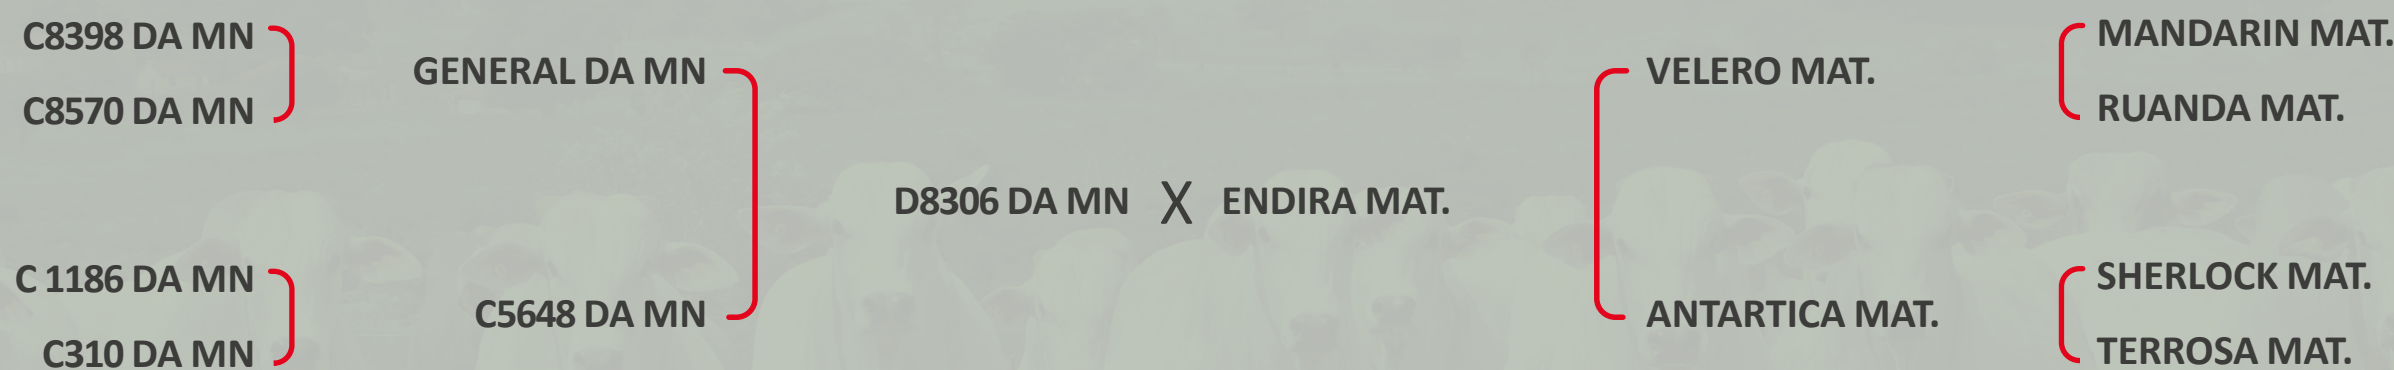 C8398 DA MN
C8570 DA MN
GENERAL DA MN
C 1186 DA MN
C310 DA MN
C5648 DA MN
D8306 DA MN X ENDIRA MAT.
VELERO MAT.
MANDARIN MAT.
RUANDA MAT.
ANTARTICA MAT.
SHERLOCK MAT.
TERROSA MAT.